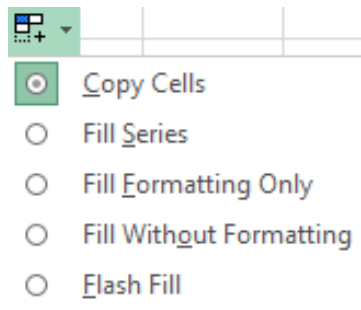 Copy Cells
Fill Series
Fill Formatting Only
Fill Without Formatting
Flash Fill